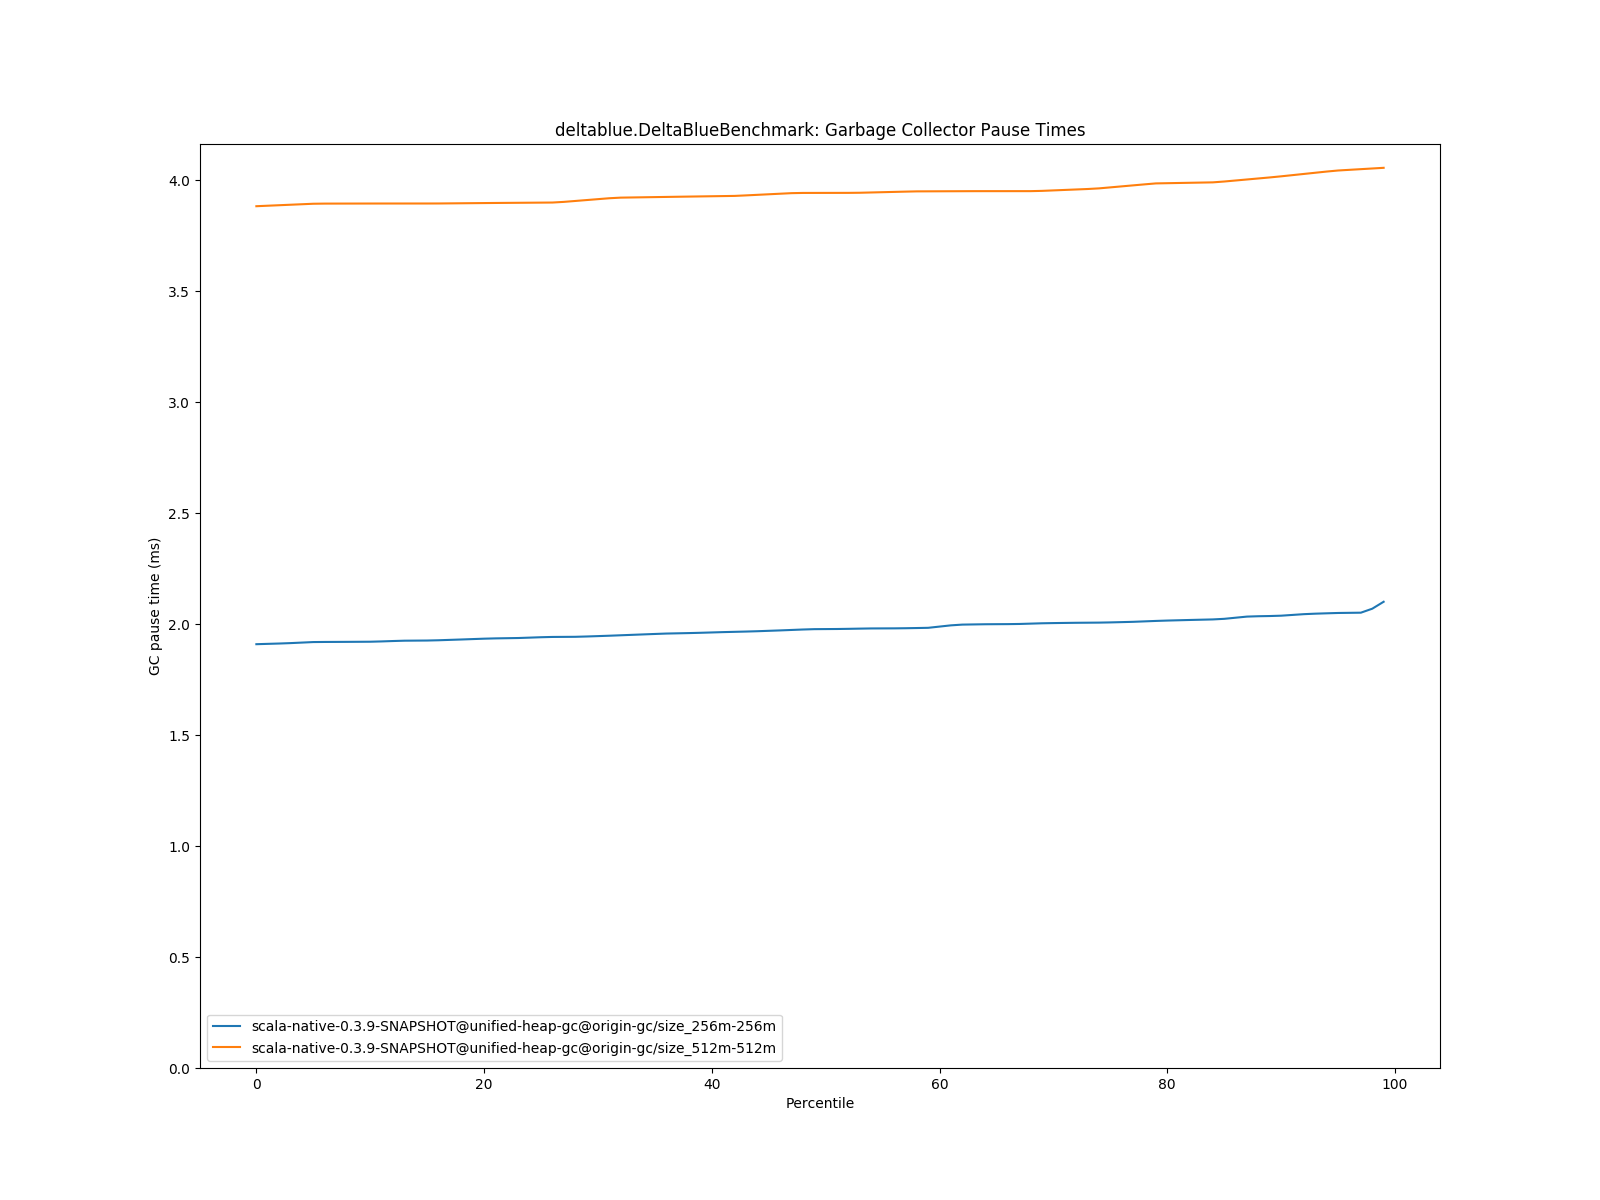 deltablue.DeltaBlueBenchmark: Garbage Collector Pause Times
GC pause time (ms)
4.0
3.5
3.0
2.5
2.0
1.5
1.0
0.5
0.0
scala-native-0.3.9-SNAPSHOT@unified-heap-gc@origin-gc/size_256m-256m
scala-native-0.3.9-SNAPSHOT@unified-heap-gc@origin-gc/size_512m-512m
0 20 40 60 80 100
Percentile